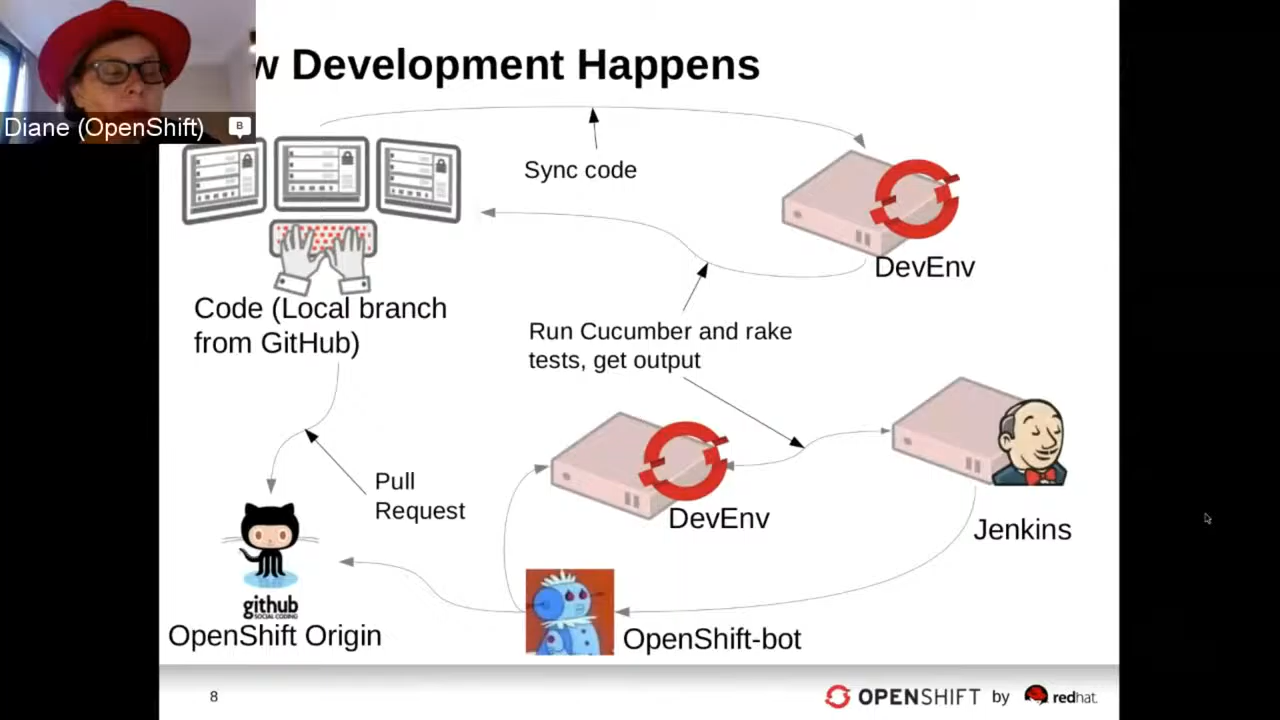 w Development Happens
Diane (OpenShift)
B
Sync code
DevEnv
Code (Local branch
from GitHub)
Run Cucumber and rake
tests, get output
Pull
Request
DevEnv
Jenkins
github
SOCIAL CODING
OpenShift Origin
OpenShift-bot
8
OPENSHIFT by redhat.